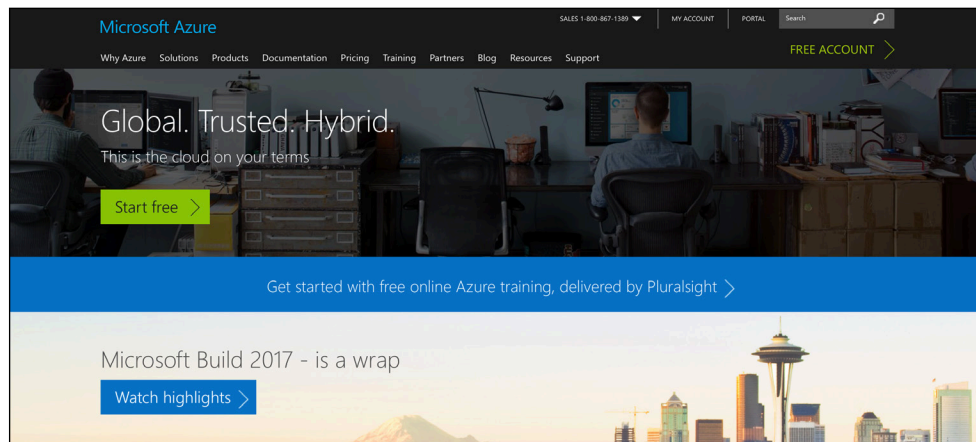 Microsoft Azure
SALES 1-800-867-1389
MY ACCOUNT
PORTAL
Search
FREE ACCOUNT
Why Azure Solutions Products Documentation Pricing Training Partners Blog Resources Support
Global. Trusted. Hybrid.
This is the cloud on your terms
Start free
Get started with free online Azure training, delivered by Pluralsight
Microsoft Build 2017 - is a wrap
Watch highlights